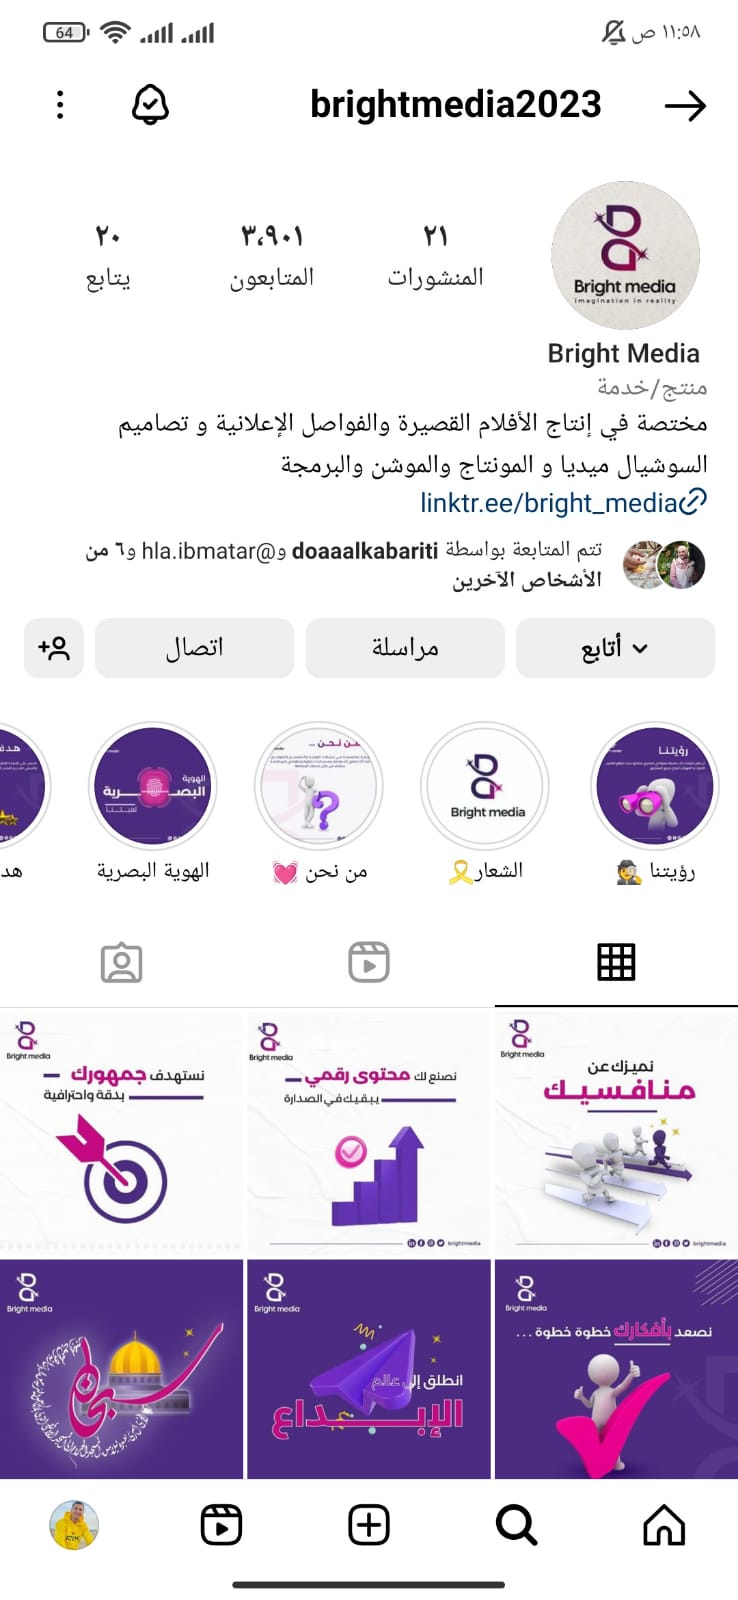 ١١:٥٨ ص
64
brightmedia2023
٢١
المنشورات
٣،٩٠١
المتابعون
٢٠
يتابع
Bright media
imagination in reality
Bright Media
منتج/خدمة
مختصة في إنتاج الأفلام القصيرة والفواصل الإعلانية و تصاميم
السوشيال ميديا و المونتاج والموشن والبرمجة
linktr.ee/bright_media
تتم المتابعة بواسطة doaaalkabariti و@hla.ibmatar و٦ من
الأشخاص الآخرين
أتابع
مراسلة
اتصال
رؤيتنا
Bright media
من نحن ...
الهوية
البصرية
رؤيتنا 🕵️
الشعار🎗️
من نحن 💓
الهوية البصرية
هد
Bright media
نميزك عن
منافسيك
brightmedia
Bright media
نصنع لك محتوى رقمي
يبقيك في الصدارة
brightmedia
Bright media
نستهدف جمهورك
بدقة واحترافية
Bright media
نصعد بأفكارك خطوة خطوة ...
Bright media
انطلق إلى عالم
الإبداع
Bright media
سبحان